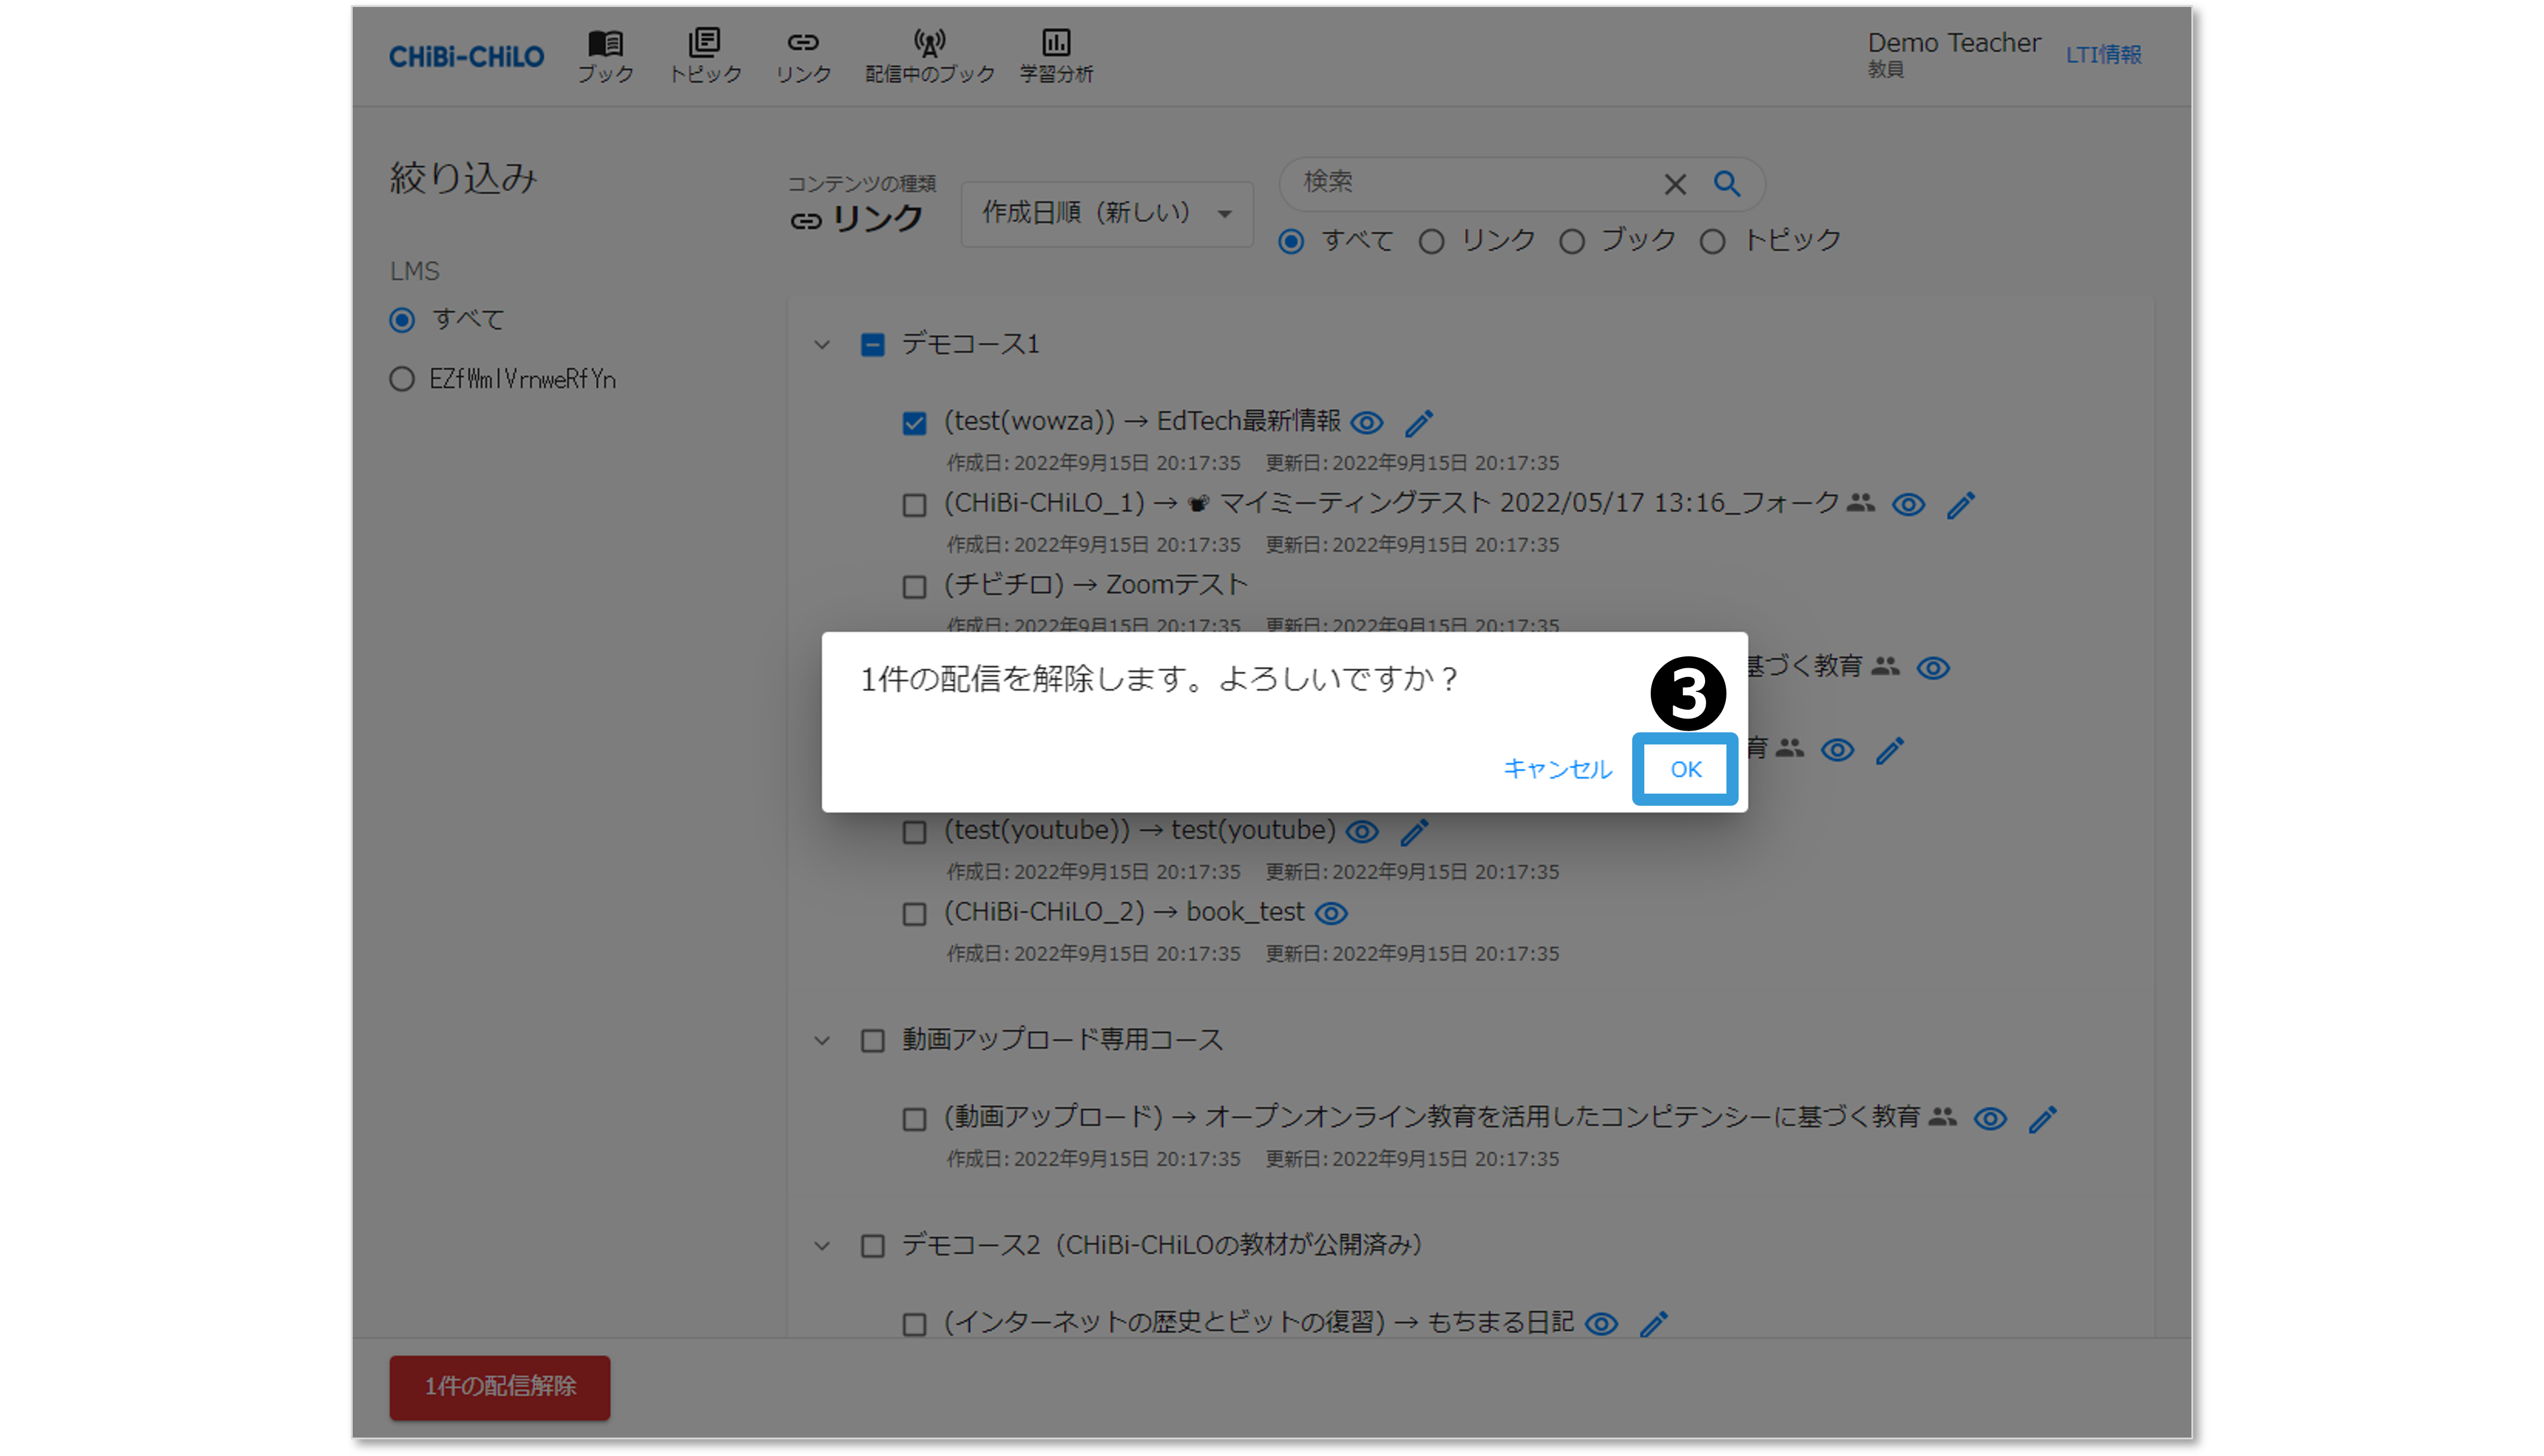 CHiBi-CHiLO
ブック
トピック
リンク
配信中のブック
学習分析
Demo Teacher
教員
LTI情報
絞り込み
LMS
すべて
EZfWmIVrnweRfYn
コンテンツの種類
リンク
作成日順（新しい）
検索
すべて
リンク
ブック
トピック
デモコース1
(test(wowza)) → EdTech最新情報
作成日: 2022年9月15日 20:17:35 更新日: 2022年9月15日 20:17:35
(CHiBi-CHiLO_1) → マイミーティングテスト 2022/05/17 13:16_フォーク
作成日: 2022年9月15日 20:17:35 更新日: 2022年9月15日 20:17:35
(チビチロ) → Zoomテスト
作成日: 2022年9月15日 20:17:35 更新日: 2022年9月15日 20:17:35
基づく教育
育
1件の配信を解除します。よろしいですか？
3
キャンセル
OK
(test(youtube)) → test(youtube)
作成日: 2022年9月15日 20:17:35 更新日: 2022年9月15日 20:17:35
(CHiBi-CHiLO_2) → book_test
作成日: 2022年9月15日 20:17:35 更新日: 2022年9月15日 20:17:35
動画アップロード専用コース
(動画アップロード) → オープンオンライン教育を活用したコンピテンシーに基づく教育
作成日: 2022年9月15日 20:17:35 更新日: 2022年9月15日 20:17:35
デモコース2（CHiBi-CHiLOの教材が公開済み）
(インターネットの歴史とビットの復習) → もちまる日記
1件の配信解除